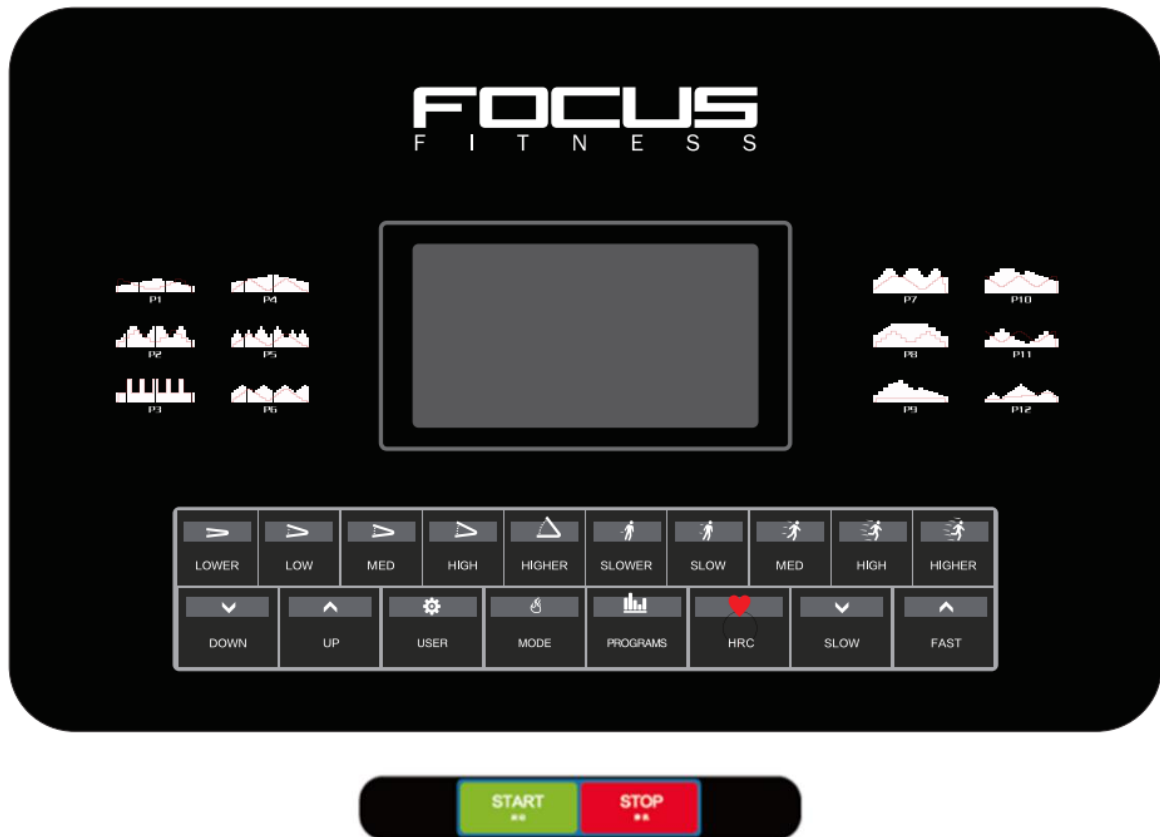 FOCUS
FITNESS
P1 P4
P2 P5
P3 P6
P7 P10
P8 P11
P9 P12
LOWER LOW MED HIGH HIGHER SLOWER SLOW MED HIGH HIGHER
DOWN UP USER MODE PROGRAMS HRC SLOW FAST
START STOP